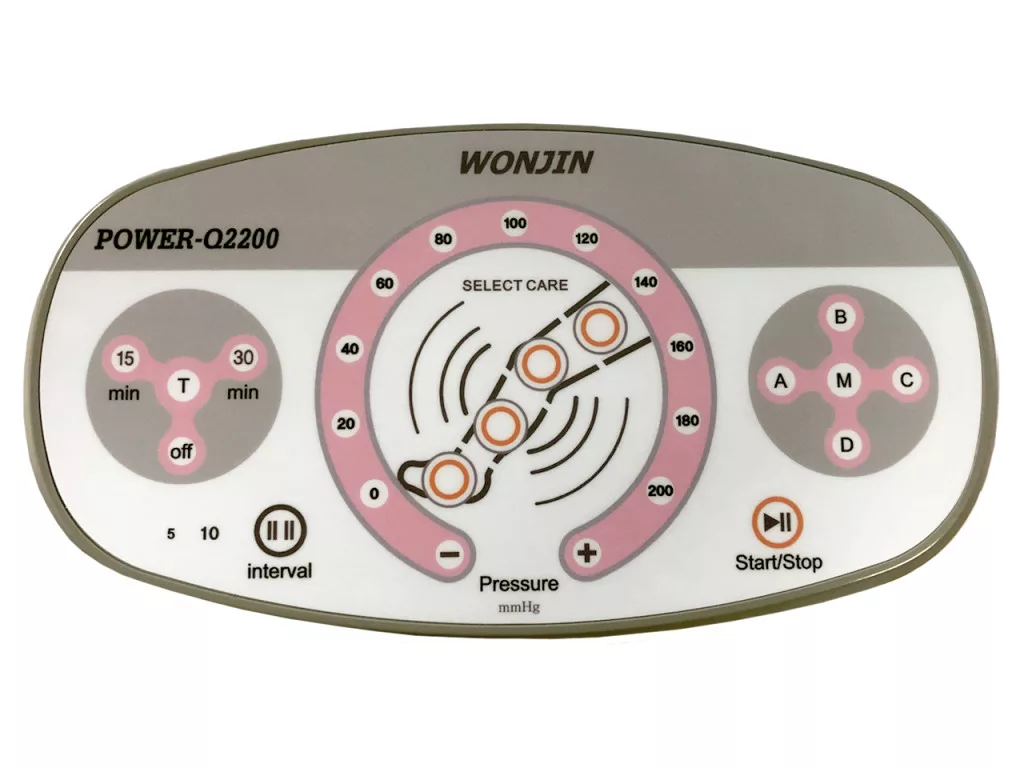 WONJIN
POWER-Q2200
0
20
40
60
80
100
120
140
160
180
200
SELECT CARE
15
min
30
min
T
off
B
A M C
D
5 10
interval
−
+
Pressure
mmHg
Start/Stop